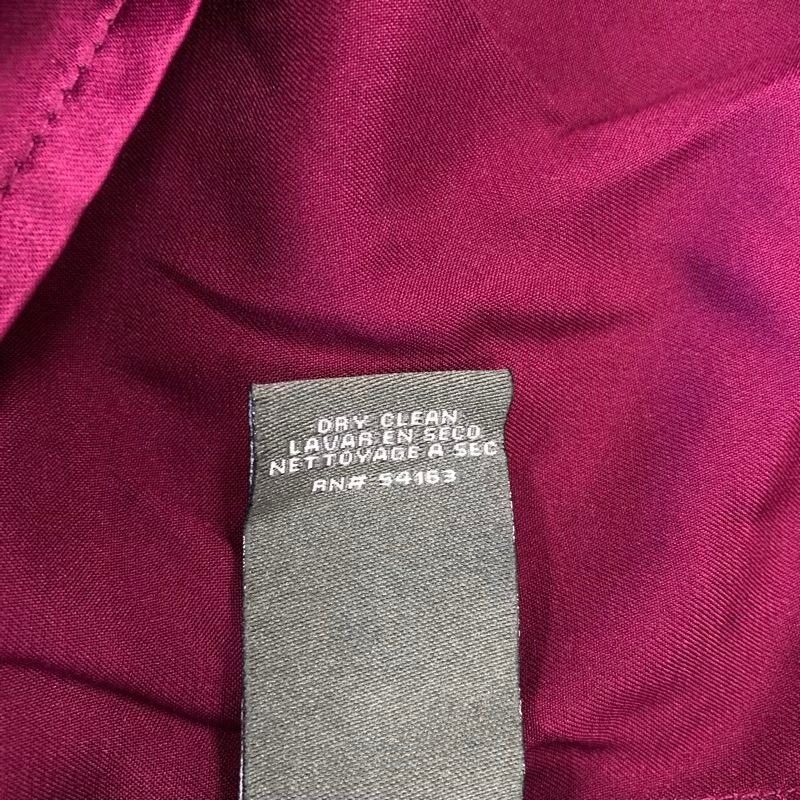 DRY CLEAN
LAVAR EN SECO
NETTOYAGE A SEC
RN# 54163